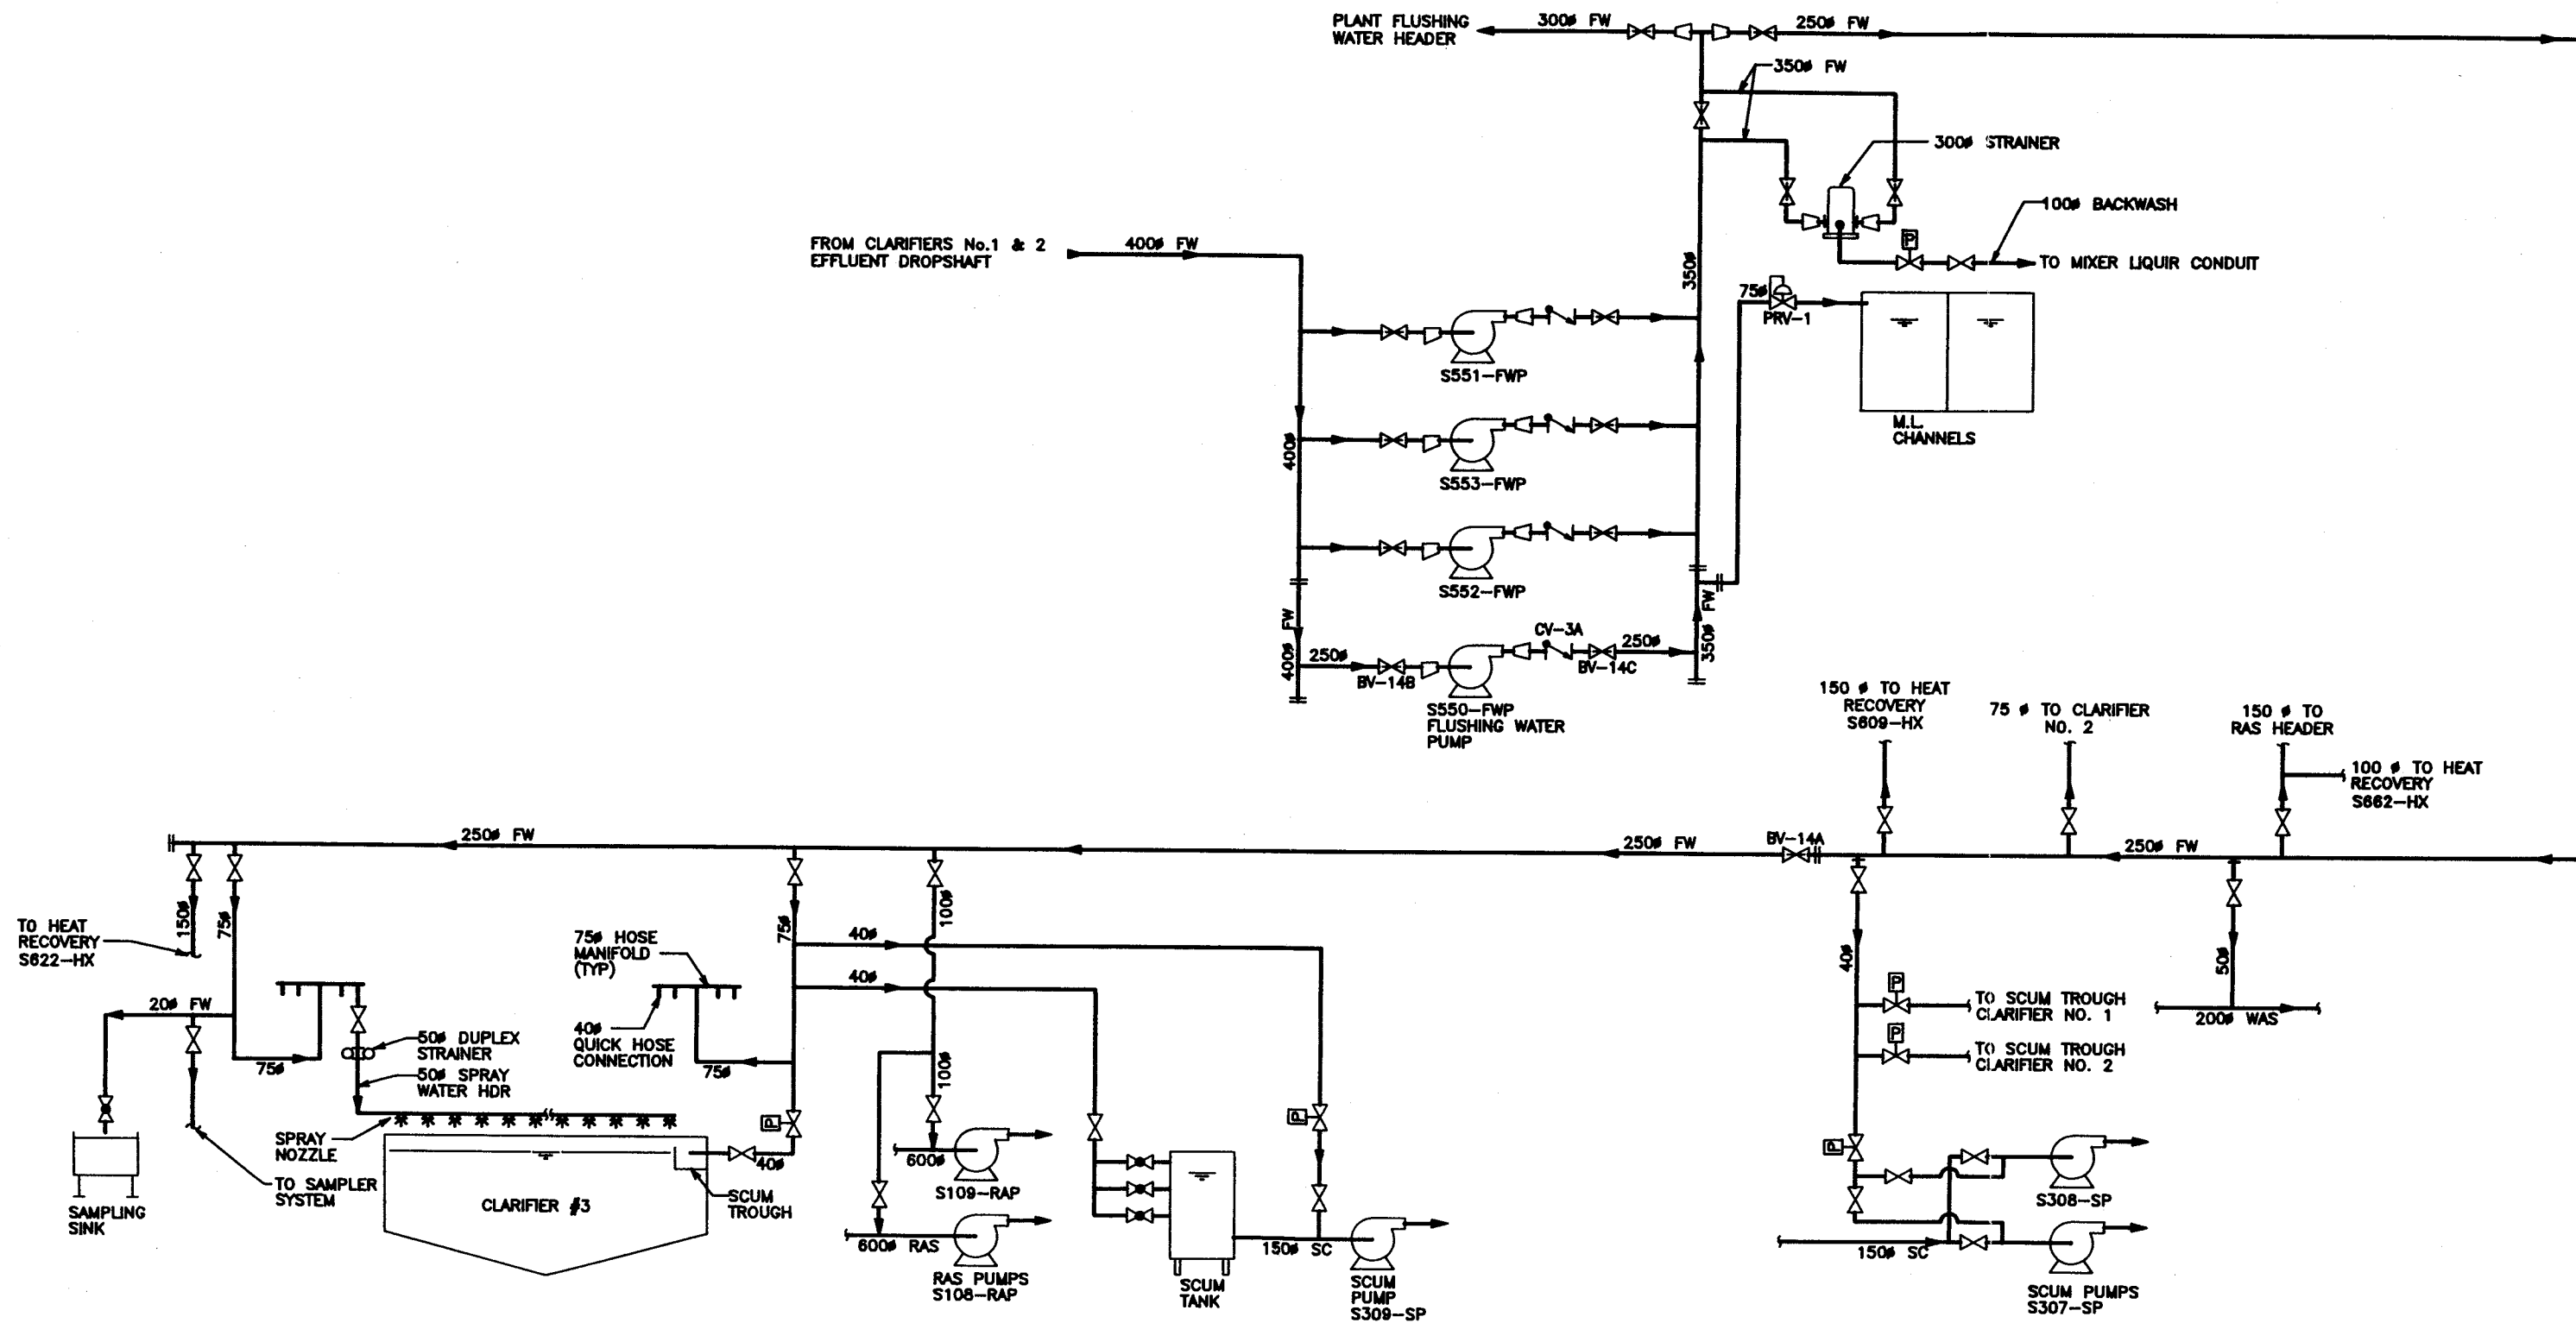 PLANT FLUSHING
WATER HEADER
300ø FW
250ø FW
350ø FW
300ø STRAINER
100ø BACKWASH
FROM CLARIFIERS No.1 & 2
EFFLUENT DROPSHAFT
400ø FW
P
TO MIXER LIQUIR CONDUIT
350ø
75ø
PRV-1
S551-FWP
M.L.
CHANNELS
400ø
S553-FWP
S552-FWP
400ø FW
CV-3A
250ø
250ø
BV-14B
BV-14C
350ø FW
S550-FWP
FLUSHING WATER
PUMP
150 ø TO HEAT
RECOVERY
S609-HX
75 ø TO CLARIFIER
NO. 2
150 ø TO
RAS HEADER
100 ø TO HEAT
RECOVERY
S662-HX
250ø FW
250ø FW
BV-14A
250ø FW
TO HEAT
RECOVERY
S622-HX
150ø
75ø
75ø HOSE
MANIFOLD
(TYP)
75ø
40ø
40ø
100ø
40ø
50ø
20ø FW
50ø DUPLEX
STRAINER
75ø
50ø SPRAY
WATER HDR
40ø
QUICK HOSE
CONNECTION
75ø
100ø
P
TO SCUM TROUGH
CLARIFIER NO. 1
P
TO SCUM TROUGH
CLARIFIER NO. 2
200ø WAS
SPRAY
NOZZLE
P
P
P
40ø
600ø
S109-RAP
TO SAMPLER
SYSTEM
SAMPLING
SINK
CLARIFIER #3
SCUM
TROUGH
600ø RAS
RAS PUMPS
S108-RAP
SCUM
TANK
150ø SC
SCUM
PUMP
S309-SP
S308-SP
150ø SC
SCUM PUMPS
S307-SP